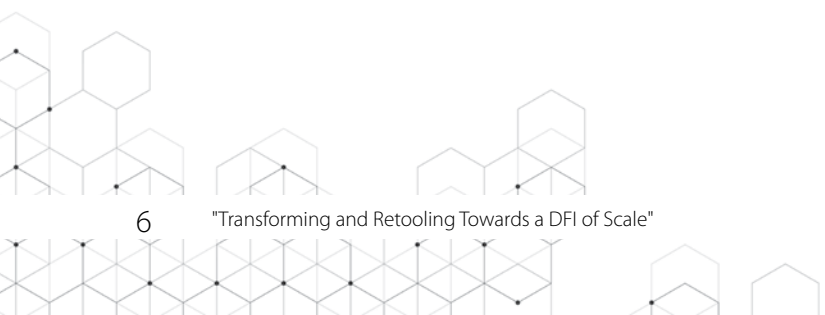 6 "Transforming and Retooling Towards a DFI of Scale"